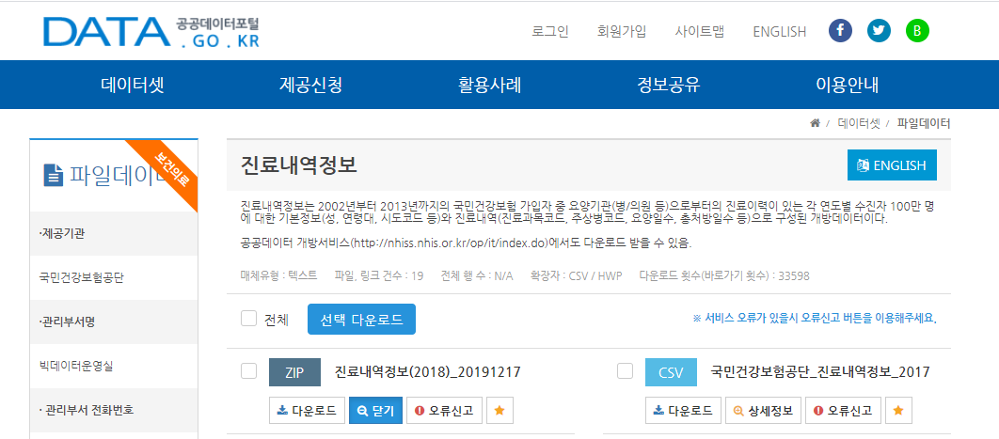 DATA 공공데이터포털
.GO.KR
로그인 회원가입 사이트맵 ENGLISH
데이터셋 제공신청 활용사례 정보공유 이용안내
/ 데이터셋 / 파일데이터
파일데이터
보건의료
·제공기관
국민건강보험공단
·관리부서명
빅데이터운영실
· 관리부서 전화번호
진료내역정보
ENGLISH
진료내역정보는 2002년부터 2013년까지의 국민건강보험 가입자 중 요양기관(병/의원 등)으로부터의 진료이력이 있는 각 연도별 수진자 100만 명
에 대한 기본정보(성, 연령대, 시도코드 등)와 진료내역(진료과목코드, 주상병코드, 요양일수, 총처방일수 등)으로 구성된 개방데이터이다.
공공데이터 개방서비스(http://nhiss.nhis.or.kr/op/it/index.do)에서도 다운로드 받을 수 있음.
매체유형 : 텍스트 파일, 링크 건수 : 19 전체 행 수 : N/A 확장자 : CSV / HWP 다운로드 횟수(바로가기 횟수) : 33598
전체 선택 다운로드
※ 서비스 오류가 있을시 오류신고 버튼을 이용해주세요.
ZIP 진료내역정보(2018)_20191217
다운로드 닫기 오류신고
CSV 국민건강보험공단_진료내역정보_2017
다운로드 상세정보 오류신고